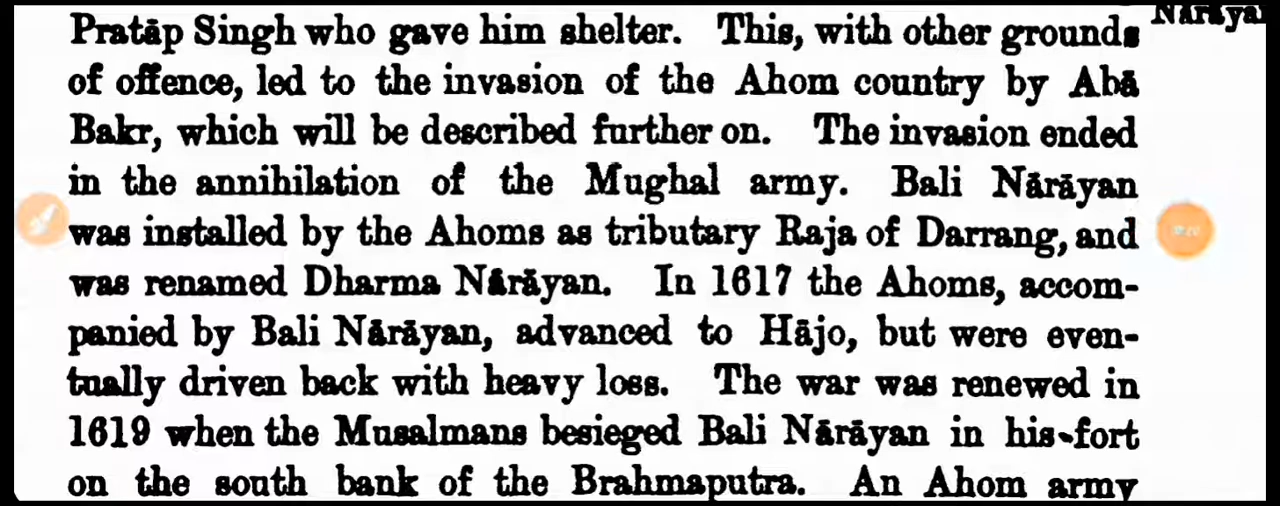 Nārāyan
Pratāp Singh who gave him shelter. This, with other grounds
of offence, led to the invasion of the Ahom country by Abā
Bakr, which will be described further on. The invasion ended
in the annihilation of the Mughal army. Bali Nārāyan
was installed by the Ahoms as tributary Raja of Darrang, and
was renamed Dharma Nārāyan. In 1617 the Ahoms, accom-
panied by Bali Nārāyan, advanced to Hājo, but were even-
tually driven back with heavy loss. The war was renewed in
1619 when the Musalmans besieged Bali Nārāyan in his fort
on the south bank of the Brahmaputra. An Ahom army